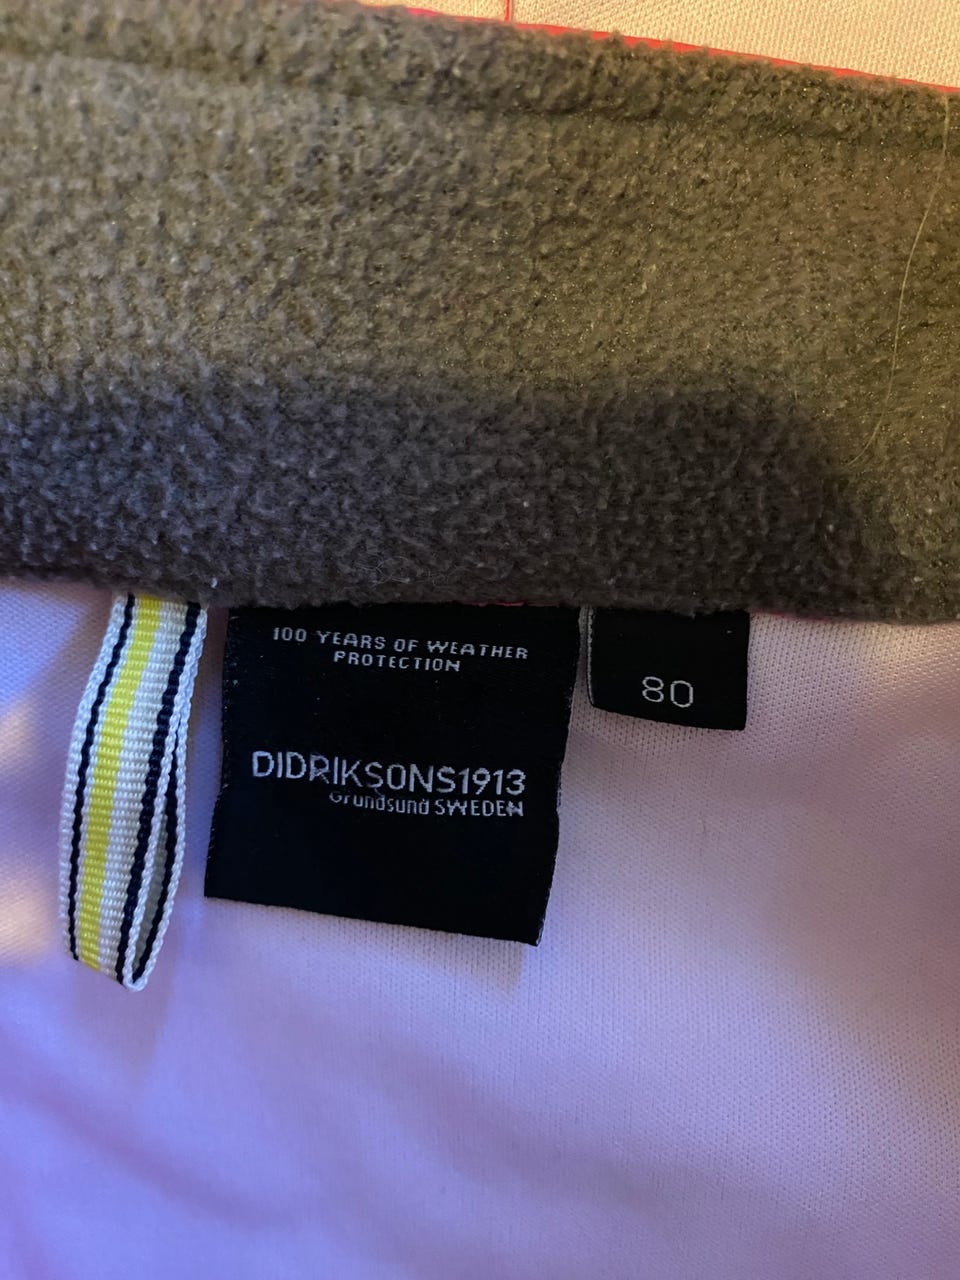 100 YEARS OF WEATHER
PROTECTION
DIDRIKSONS1913
Grundsund SWEDEN
80